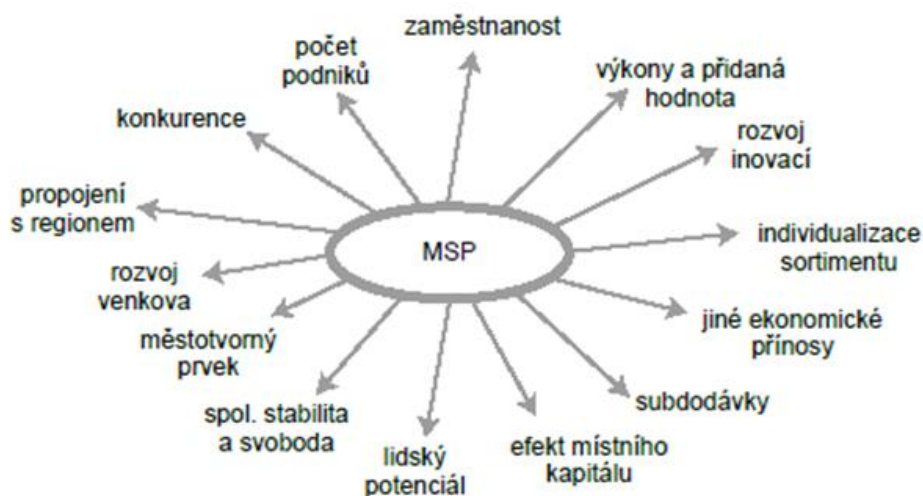 zaměstnanost
počet
podniků
výkony a přidaná
hodnota
konkurence
rozvoj
inovací
propojení
s regionem
MSP
individualizace
sortimentu
rozvoj
venkova
jiné ekonomické
přínosy
městotvorný
prvek
subdodávky
spol. stabilita
a svoboda
efekt místního
kapitálu
lidský
potenciál